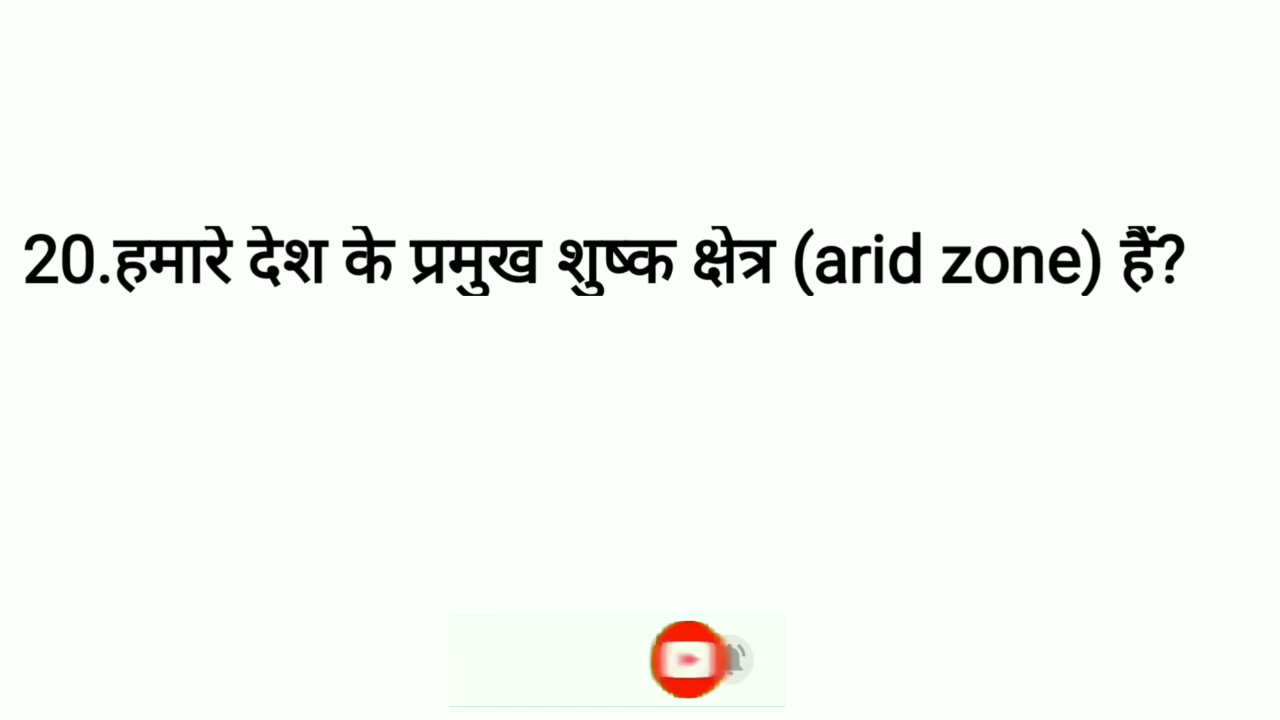 20.हमारे देश के प्रमुख शुष्क क्षेत्र (arid zone) हैं?